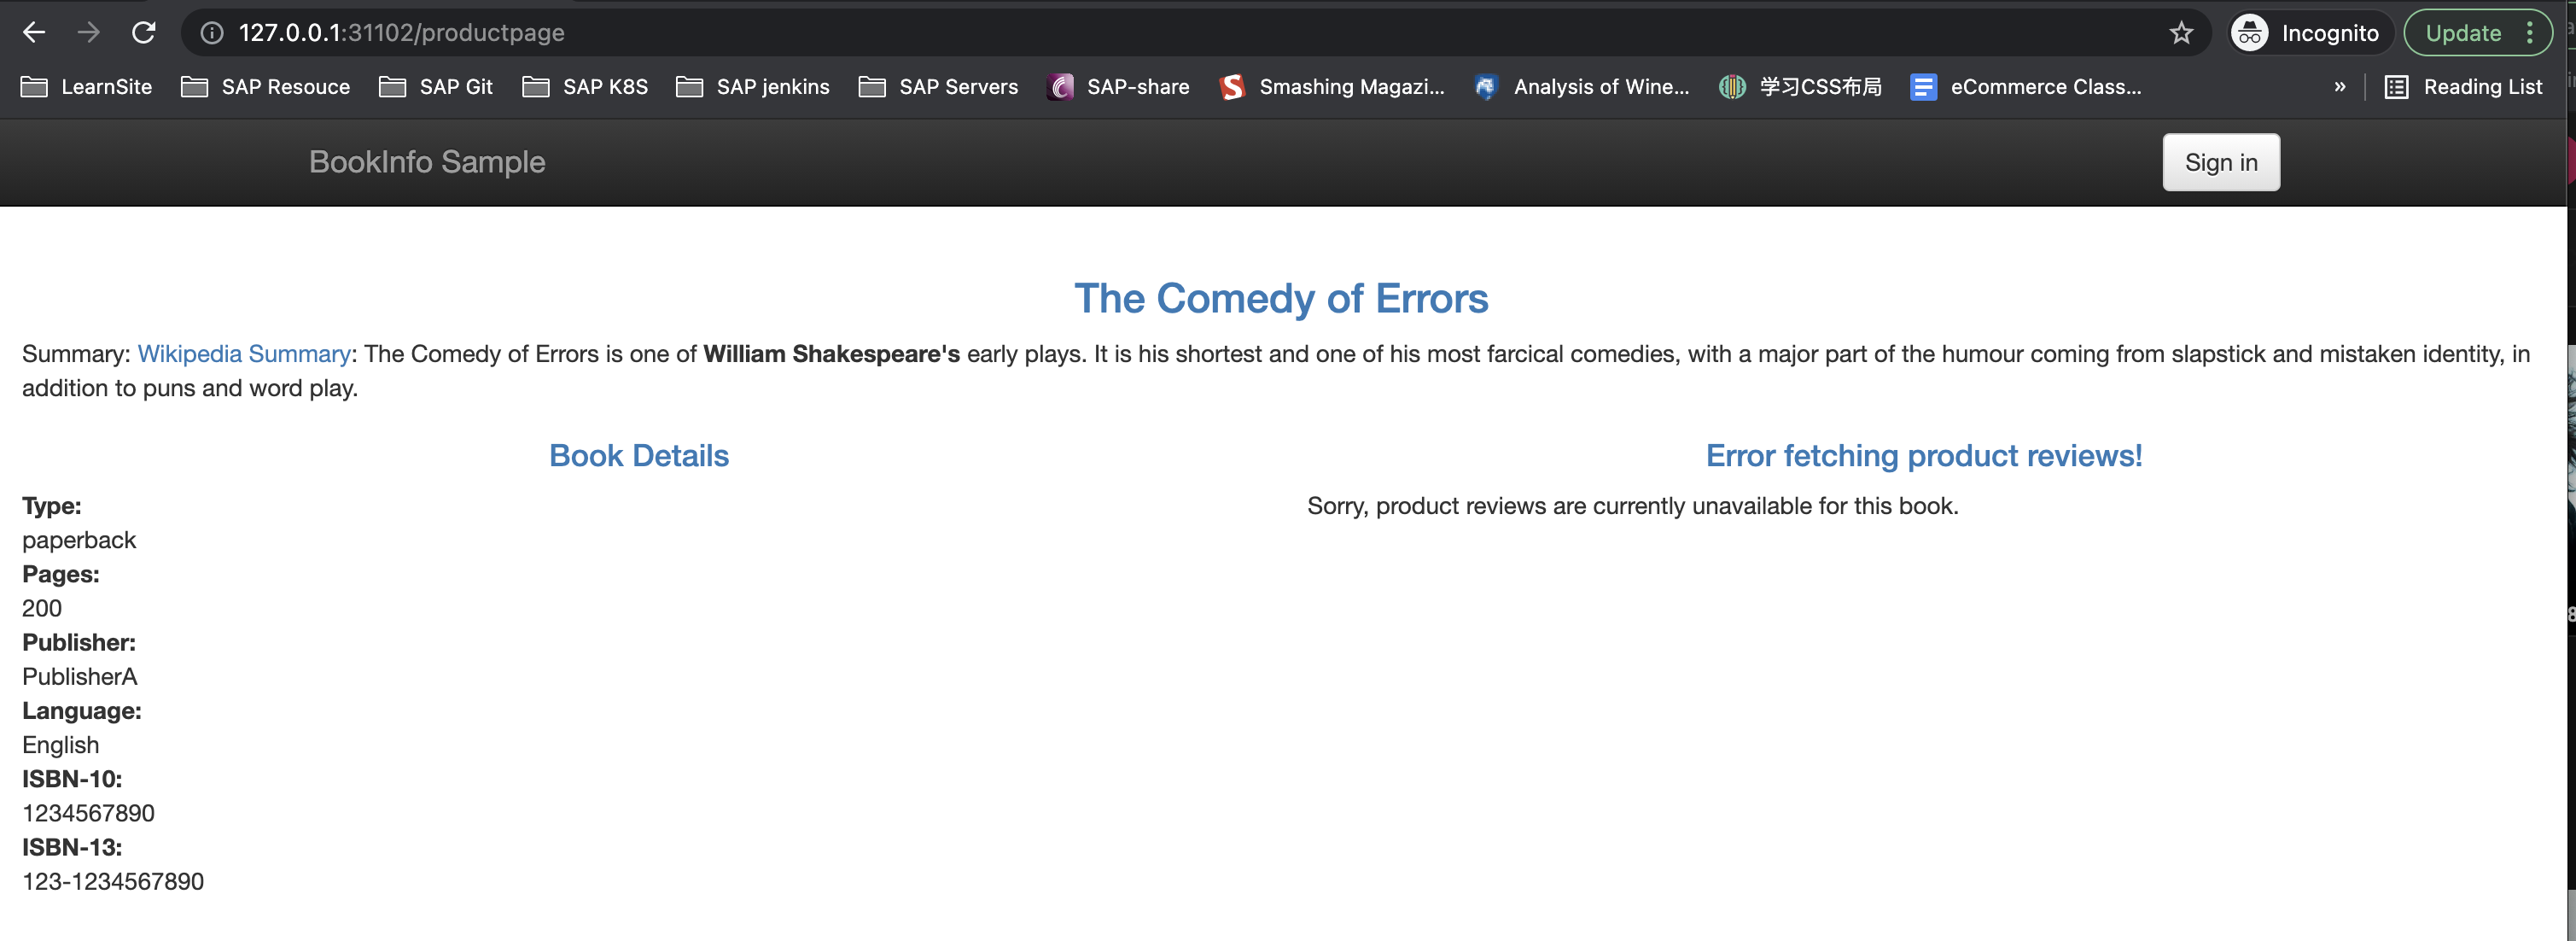 127.0.0.1:31102/productpage
Incognito
Update
LearnSite
SAP Resouce
SAP Git
SAP K8S
SAP jenkins
SAP Servers
SAP-share
Smashing Magazi...
Analysis of Wine...
学习CSS布局
eCommerce Class...
»
Reading List
BookInfo Sample
Sign in
The Comedy of Errors
Summary: Wikipedia Summary: The Comedy of Errors is one of William Shakespeare's early plays. It is his shortest and one of his most farcical comedies, with a major part of the humour coming from slapstick and mistaken identity, in
addition to puns and word play.
Book Details
Type:
paperback
Pages:
200
Publisher:
PublisherA
Language:
English
ISBN-10:
1234567890
ISBN-13:
123-1234567890
Error fetching product reviews!
Sorry, product reviews are currently unavailable for this book.